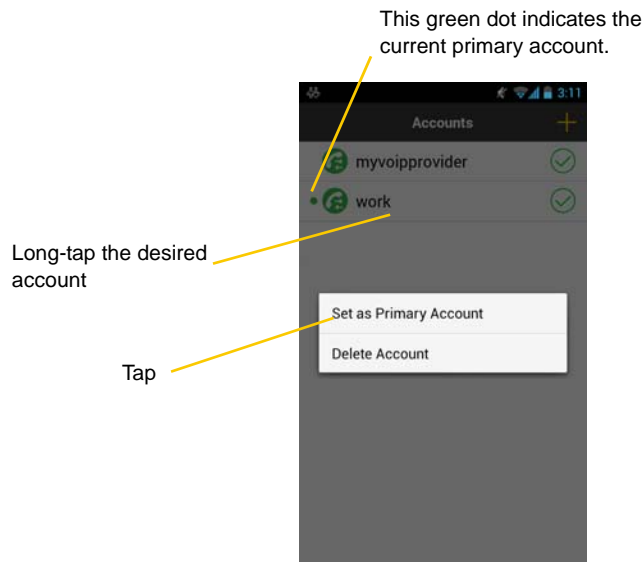 This green dot indicates the
current primary account.
3:11
Accounts
myvoipprovider
work
Long-tap the desired
account
Set as Primary Account
Delete Account
Tap